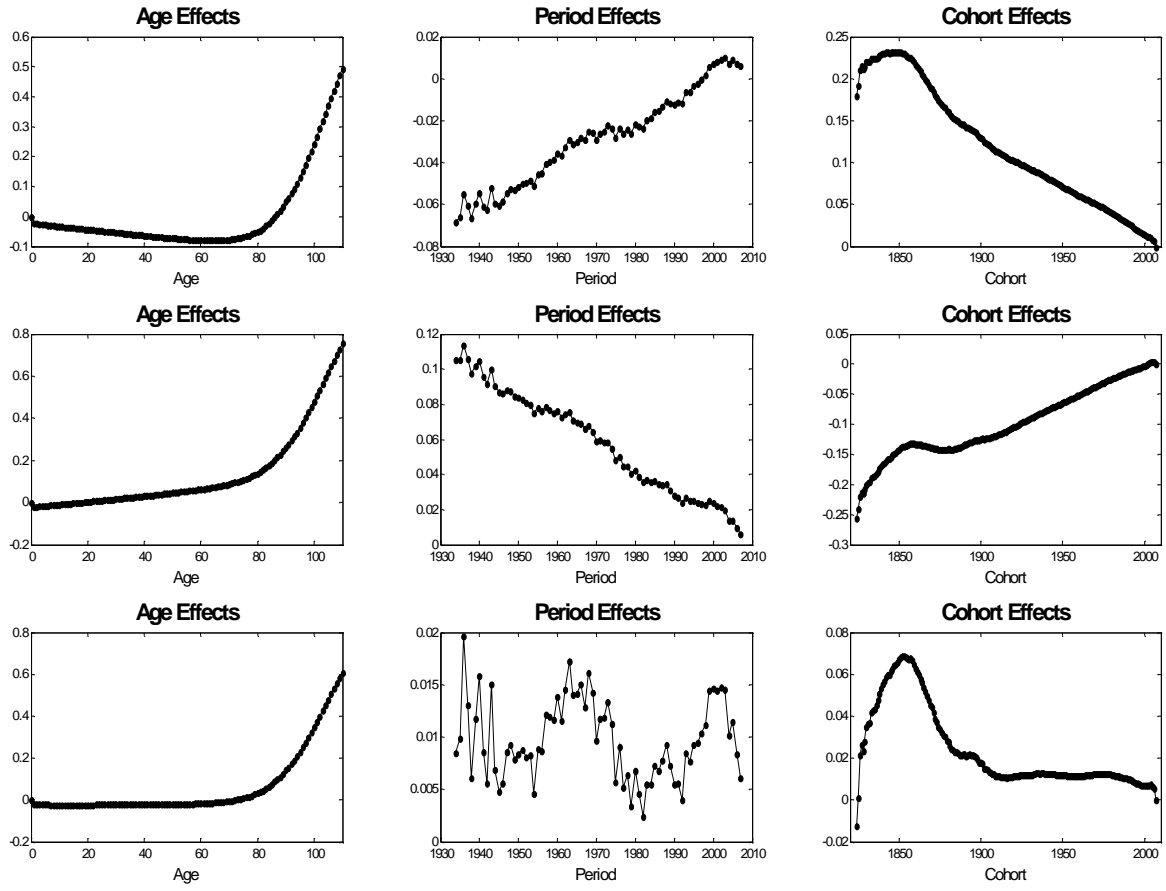 Age Effects Period Effects Cohort Effects
0.6 0.5 0.4 0.3 0.2 0.1 0 -0.1
0 20 40 60 80 100
Age
0.02 0 -0.02 -0.04 -0.06 -0.08
1930 1940 1950 1960 1970 1980 1990 2000 2010
Period
0.25 0.2 0.15 0.1 0.05 0
1850 1900 1950 2000
Cohort
Age Effects Period Effects Cohort Effects
0.8 0.6 0.4 0.2 0 -0.2
0 20 40 60 80 100
Age
0.12 0.1 0.08 0.06 0.04 0.02 0
1930 1940 1950 1960 1970 1980 1990 2000 2010
Period
0.05 0 -0.05 -0.1 -0.15 -0.2 -0.25 -0.3
1850 1900 1950 2000
Cohort
Age Effects Period Effects Cohort Effects
0.8 0.6 0.4 0.2 0 -0.2
0 20 40 60 80 100
Age
0.02 0.015 0.01 0.005 0
1930 1940 1950 1960 1970 1980 1990 2000 2010
Period
0.08 0.06 0.04 0.02 0 -0.02
1850 1900 1950 2000
Cohort